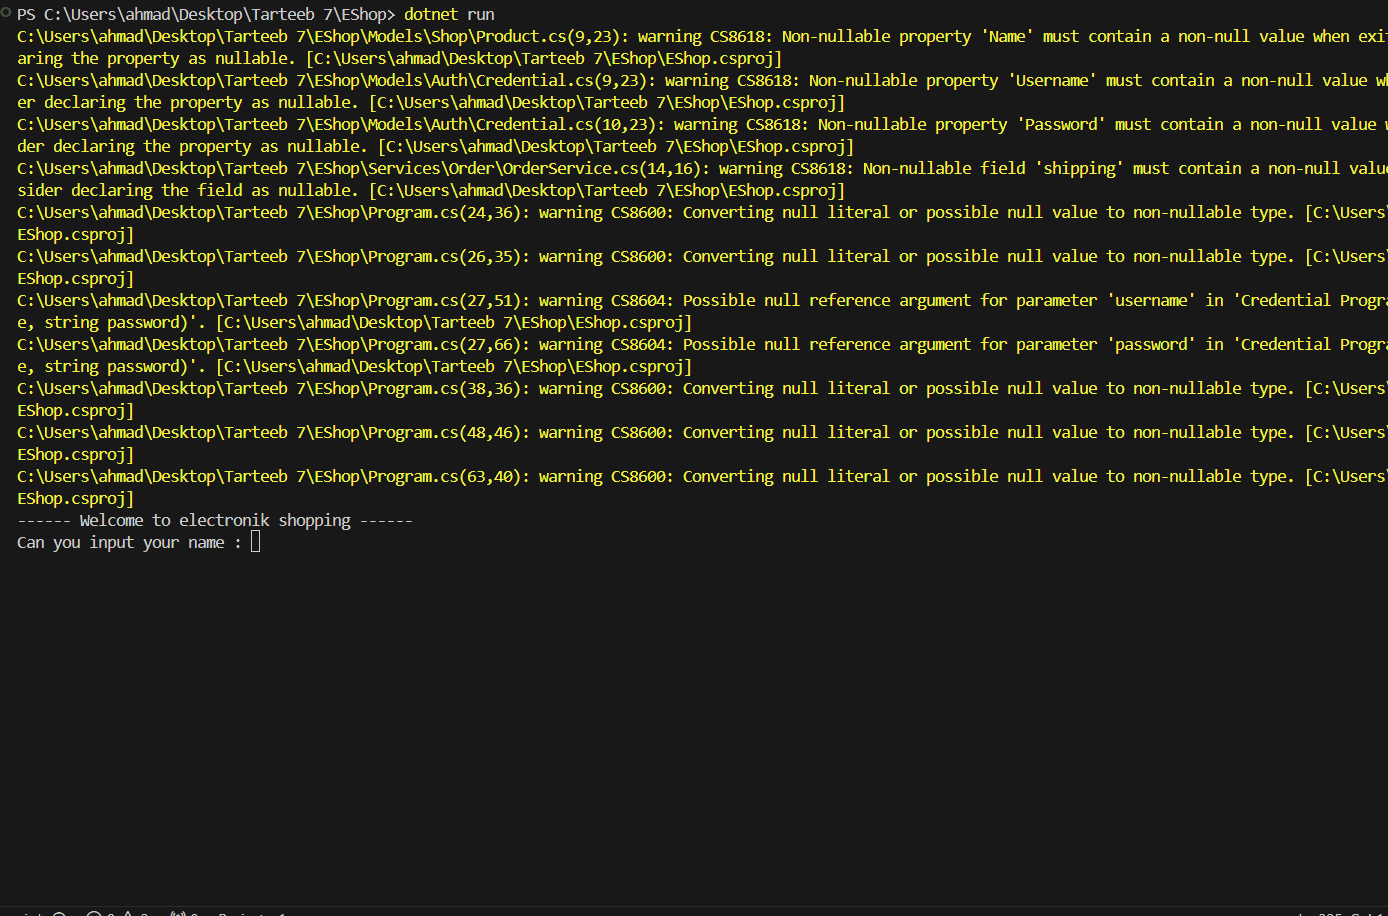 PS C:\Users\ahmad\Desktop\Tarteeb 7\EShop> dotnet run
C:\Users\ahmad\Desktop\Tarteeb 7\EShop\Models\Shop\Product.cs(9,23): warning CS8618: Non-nullable property 'Name' must contain a non-null value when exit
aring the property as nullable. [C:\Users\ahmad\Desktop\Tarteeb 7\EShop\EShop.csproj]
C:\Users\ahmad\Desktop\Tarteeb 7\EShop\Models\Auth\Credential.cs(9,23): warning CS8618: Non-nullable property 'Username' must contain a non-null value wh
er declaring the property as nullable. [C:\Users\ahmad\Desktop\Tarteeb 7\EShop\EShop.csproj]
C:\Users\ahmad\Desktop\Tarteeb 7\EShop\Models\Auth\Credential.cs(10,23): warning CS8618: Non-nullable property 'Password' must contain a non-null value w
der declaring the property as nullable. [C:\Users\ahmad\Desktop\Tarteeb 7\EShop\EShop.csproj]
C:\Users\ahmad\Desktop\Tarteeb 7\EShop\Services\Order\OrderService.cs(14,16): warning CS8618: Non-nullable field 'shipping' must contain a non-null value
sider declaring the field as nullable. [C:\Users\ahmad\Desktop\Tarteeb 7\EShop\EShop.csproj]
C:\Users\ahmad\Desktop\Tarteeb 7\EShop\Program.cs(24,36): warning CS8600: Converting null literal or possible null value to non-nullable type. [C:\Users\
EShop.csproj]
C:\Users\ahmad\Desktop\Tarteeb 7\EShop\Program.cs(26,35): warning CS8600: Converting null literal or possible null value to non-nullable type. [C:\Users\
EShop.csproj]
C:\Users\ahmad\Desktop\Tarteeb 7\EShop\Program.cs(27,51): warning CS8604: Possible null reference argument for parameter 'username' in 'Credential Progra
e, string password)'. [C:\Users\ahmad\Desktop\Tarteeb 7\EShop\EShop.csproj]
C:\Users\ahmad\Desktop\Tarteeb 7\EShop\Program.cs(27,66): warning CS8604: Possible null reference argument for parameter 'password' in 'Credential Progra
e, string password)'. [C:\Users\ahmad\Desktop\Tarteeb 7\EShop\EShop.csproj]
C:\Users\ahmad\Desktop\Tarteeb 7\EShop\Program.cs(38,36): warning CS8600: Converting null literal or possible null value to non-nullable type. [C:\Users\
EShop.csproj]
C:\Users\ahmad\Desktop\Tarteeb 7\EShop\Program.cs(48,46): warning CS8600: Converting null literal or possible null value to non-nullable type. [C:\Users\
EShop.csproj]
C:\Users\ahmad\Desktop\Tarteeb 7\EShop\Program.cs(63,40): warning CS8600: Converting null literal or possible null value to non-nullable type. [C:\Users\
EShop.csproj]
------ Welcome to electronik shopping ------
Can you input your name :